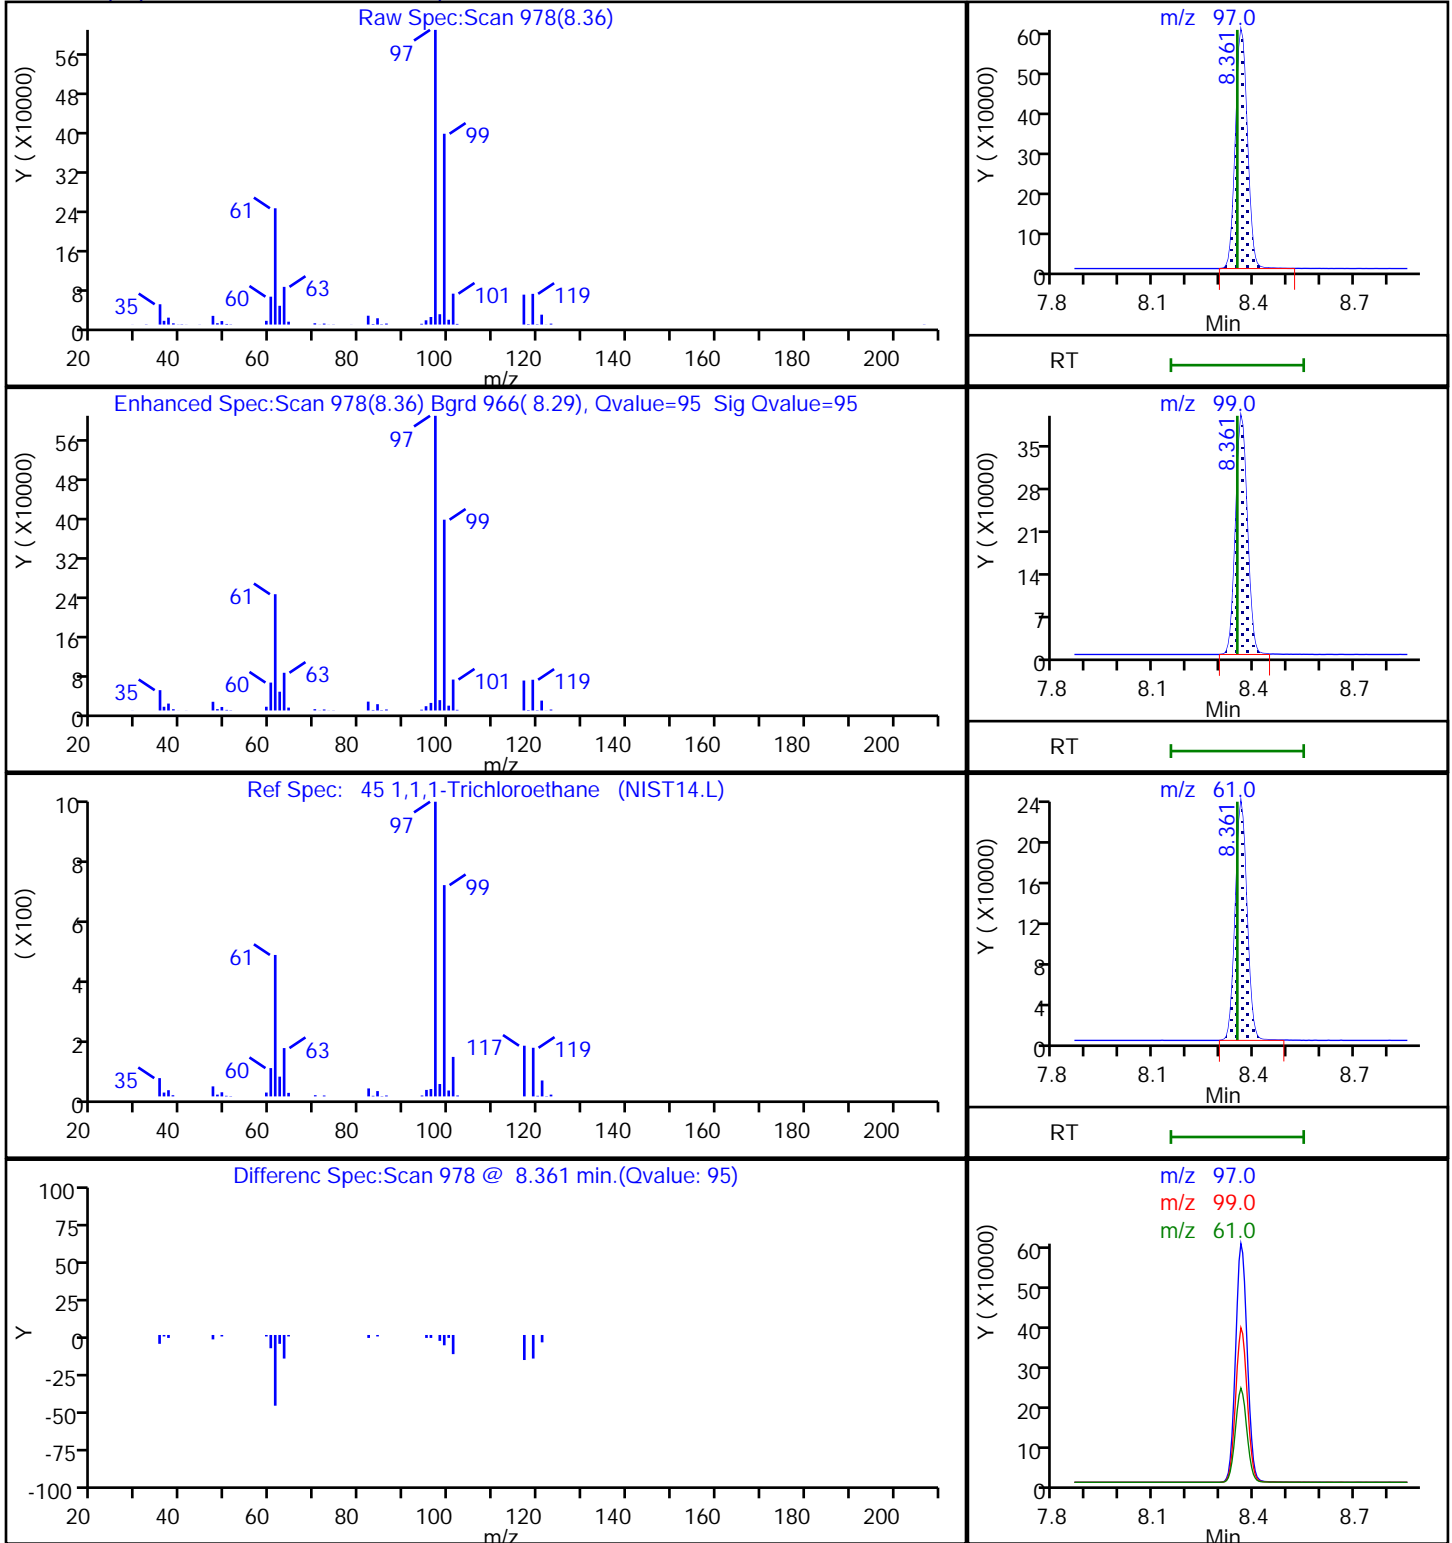 Raw Spec:Scan 978(8.36)
Y ( X10000)
56
48
40
32
24
16
8
0
97
99
61
60
63
35
101
119
20 40 60 80 100 120 140 160 180 200
m/z
m/z 97.0
Y ( X10000)
60
50
40
30
20
10
0
8.361
7.8 8.1 8.4 8.7
Min
RT
Enhanced Spec:Scan 978(8.36) Bgrd 966( 8.29), Qvalue=95 Sig Qvalue=95
Y ( X10000)
56
48
40
32
24
16
8
0
97
99
61
60
63
35
101
119
20 40 60 80 100 120 140 160 180 200
m/z
m/z 99.0
Y ( X10000)
35
28
21
14
7
0
8.361
7.8 8.1 8.4 8.7
Min
RT
Ref Spec: 45 1,1,1-Trichloroethane (NIST14.L)
( X100)
10
8
6
4
2
0
97
99
61
60
63
35
117
119
20 40 60 80 100 120 140 160 180 200
m/z 61.0
Y ( X10000)
24
20
16
12
8
4
0
8.361
7.8 8.1 8.4 8.7
Min
RT
Differenc Spec:Scan 978 @ 8.361 min.(Qvalue: 95)
Y
100
75
50
25
0
-25
-50
-75
-100
20 40 60 80 100 120 140 160 180 200
m/z
m/z 97.0
m/z 99.0
m/z 61.0
Y ( X10000)
60
50
40
30
20
10
0
7.8 8.1 8.4 8.7
Min